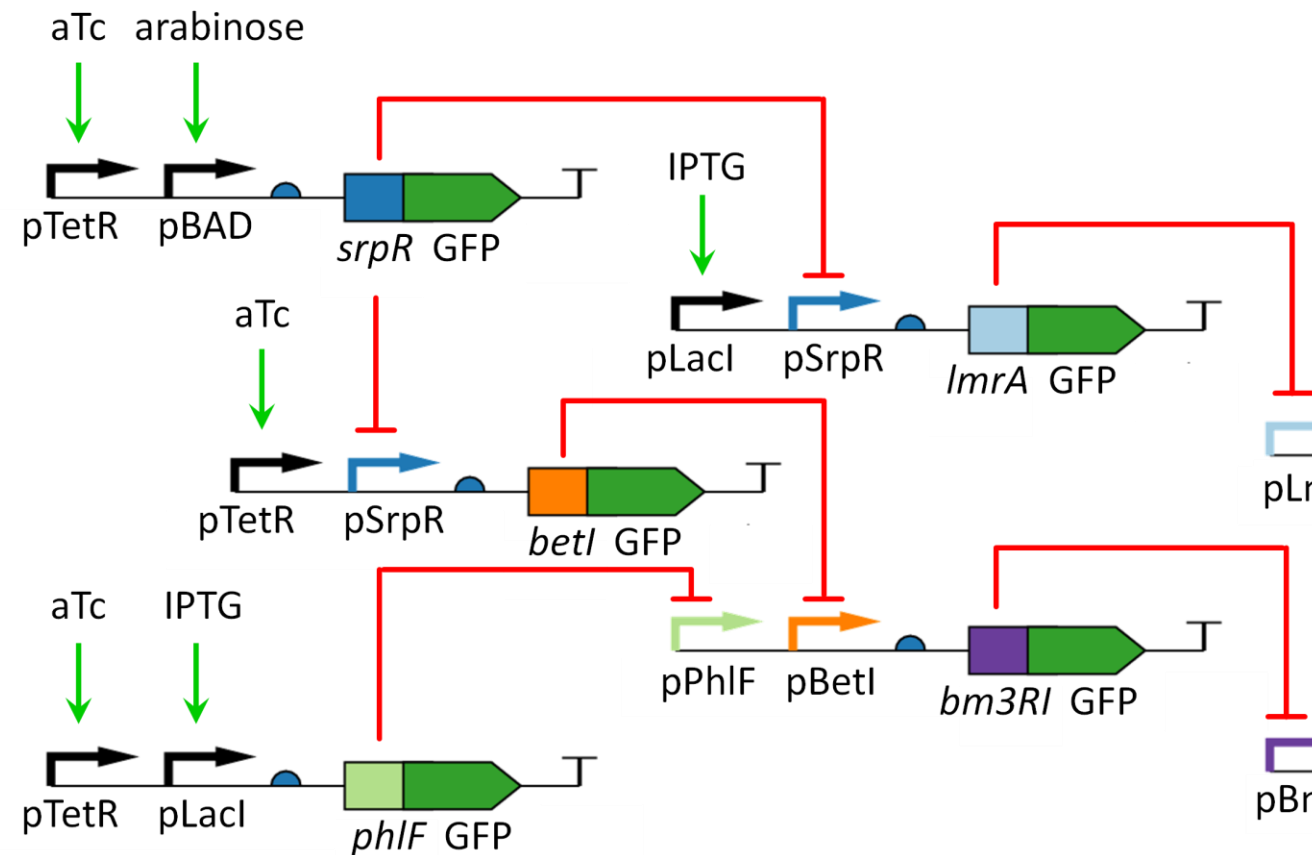 aTc arabinose
pTetR pBAD
srpR GFP
IPTG
pLacI pSrpR
lmrA GFP
aTc
pTetR pSrpR
betI GFP
aTc IPTG
pPhlF pBetI
bm3RI GFP
pTetR pLacI
phlF GFP